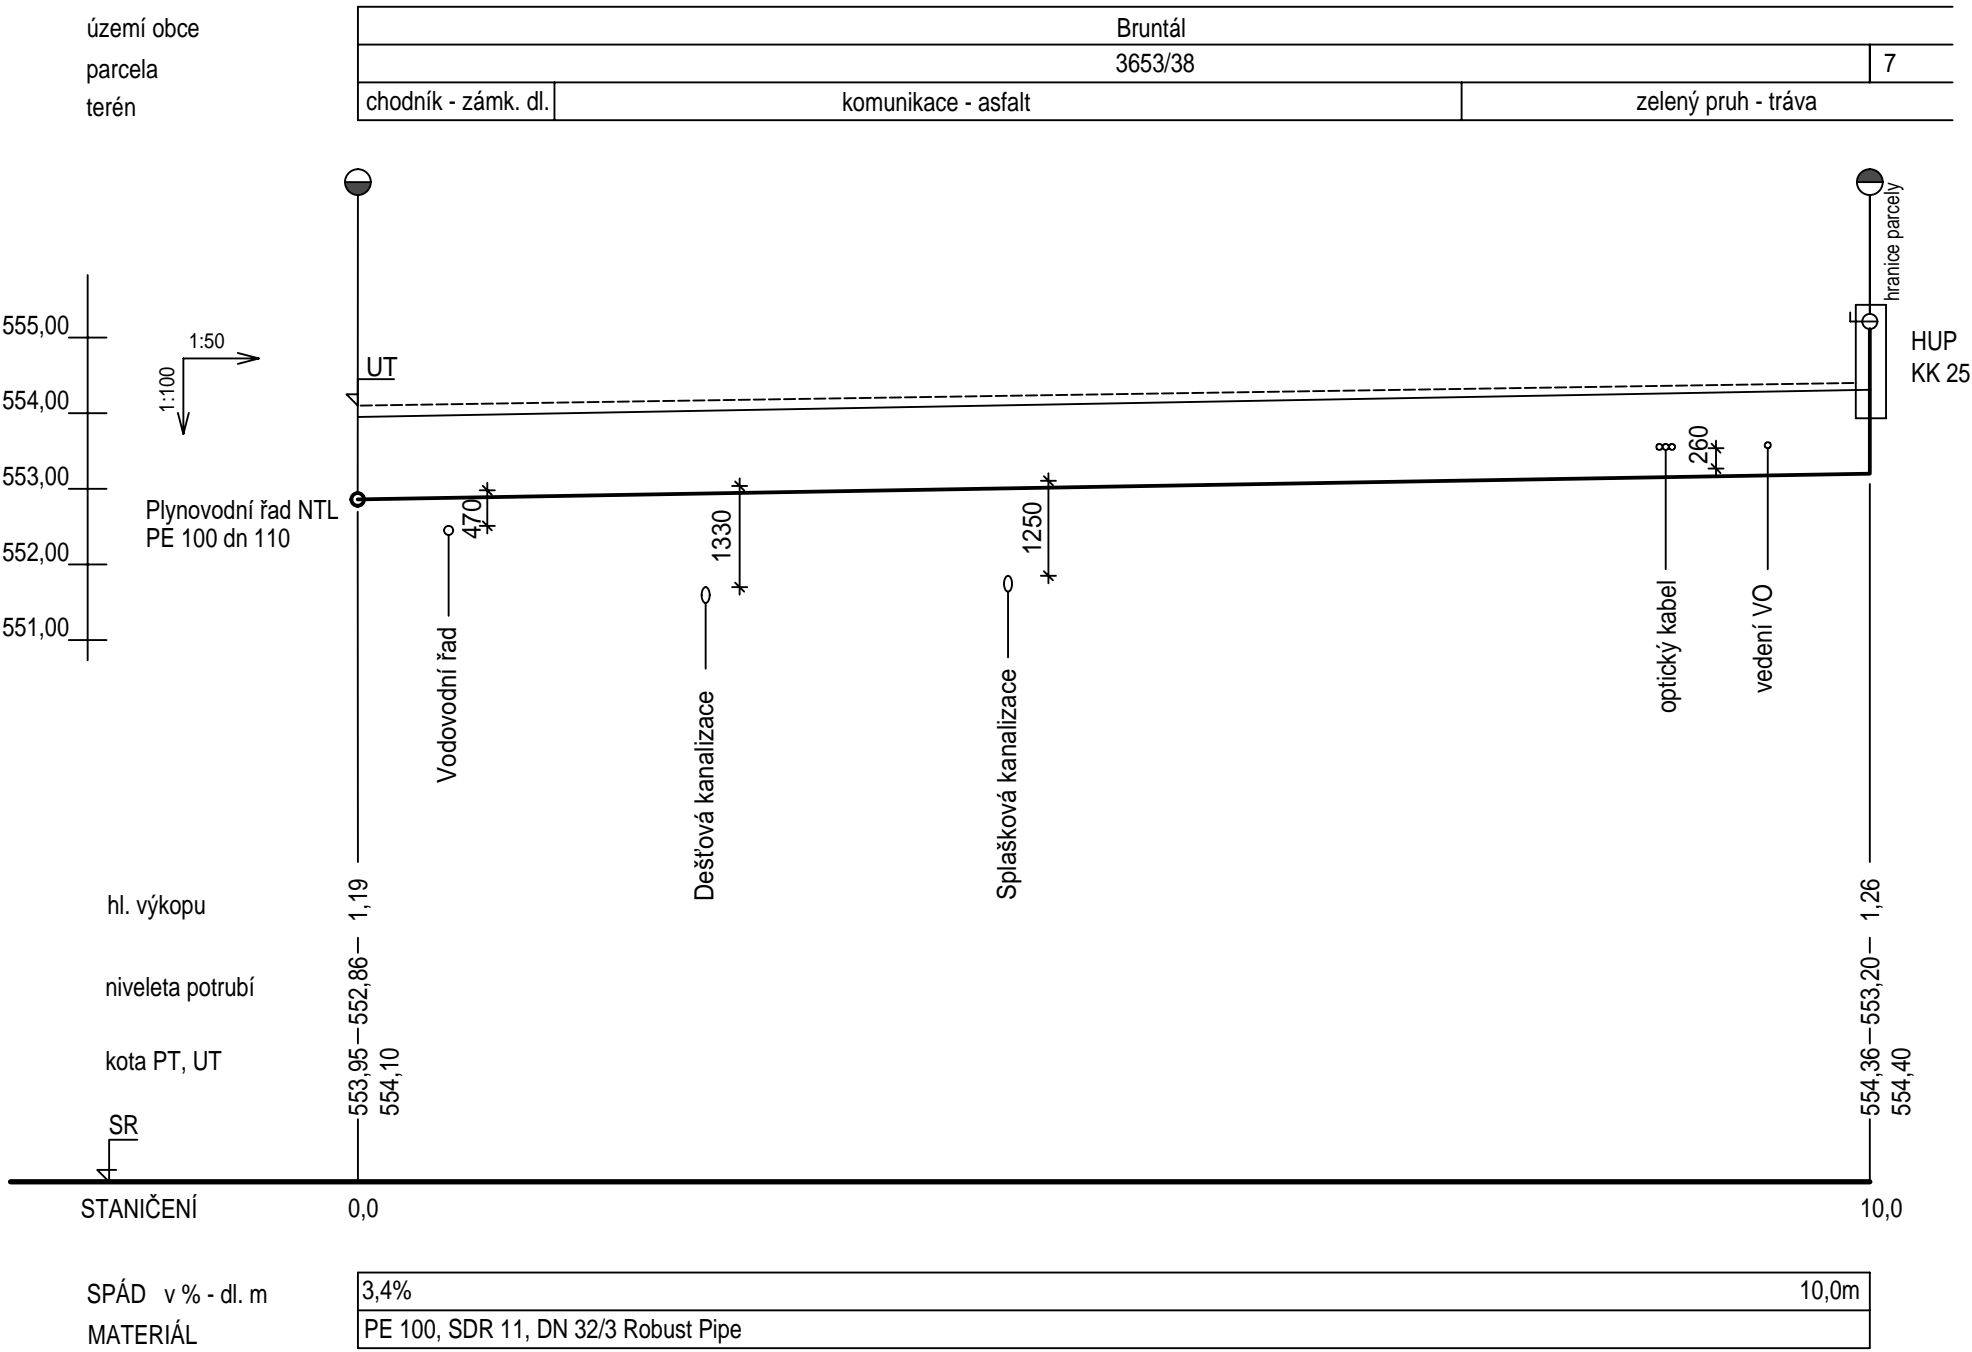 území obce
Bruntál
parcela
3653/38
7
terén
chodník - zámk. dl.
komunikace - asfalt
zelený pruh - tráva
hranice parcely
555,00
554,00
553,00
552,00
551,00
1:50
1:100
UT
HUP
KK 25
Plynovodní řad NTL
PE 100 dn 110
470
1330
1250
260
Vodovodní řad
Dešťová kanalizace
Splašková kanalizace
optický kabel
vedení VO
hl. výkopu
1,19
1,26
niveleta potrubí
552,86
553,20
kota PT, UT
553,95
554,10
554,36
554,40
SR
STANIČENÍ
0,0
10,0
SPÁD v % - dl. m
3,4%
10,0m
MATERIÁL
PE 100, SDR 11, DN 32/3 Robust Pipe